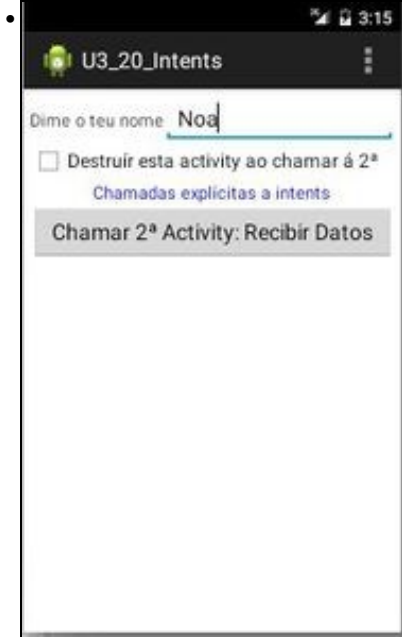 3:15
U3_20_Intents
Dime o teu nome Noa
Destruír esta activity ao chamar á 2ª
Chamadas explícitas a intents
Chamar 2ª Activity: Recibir Datos